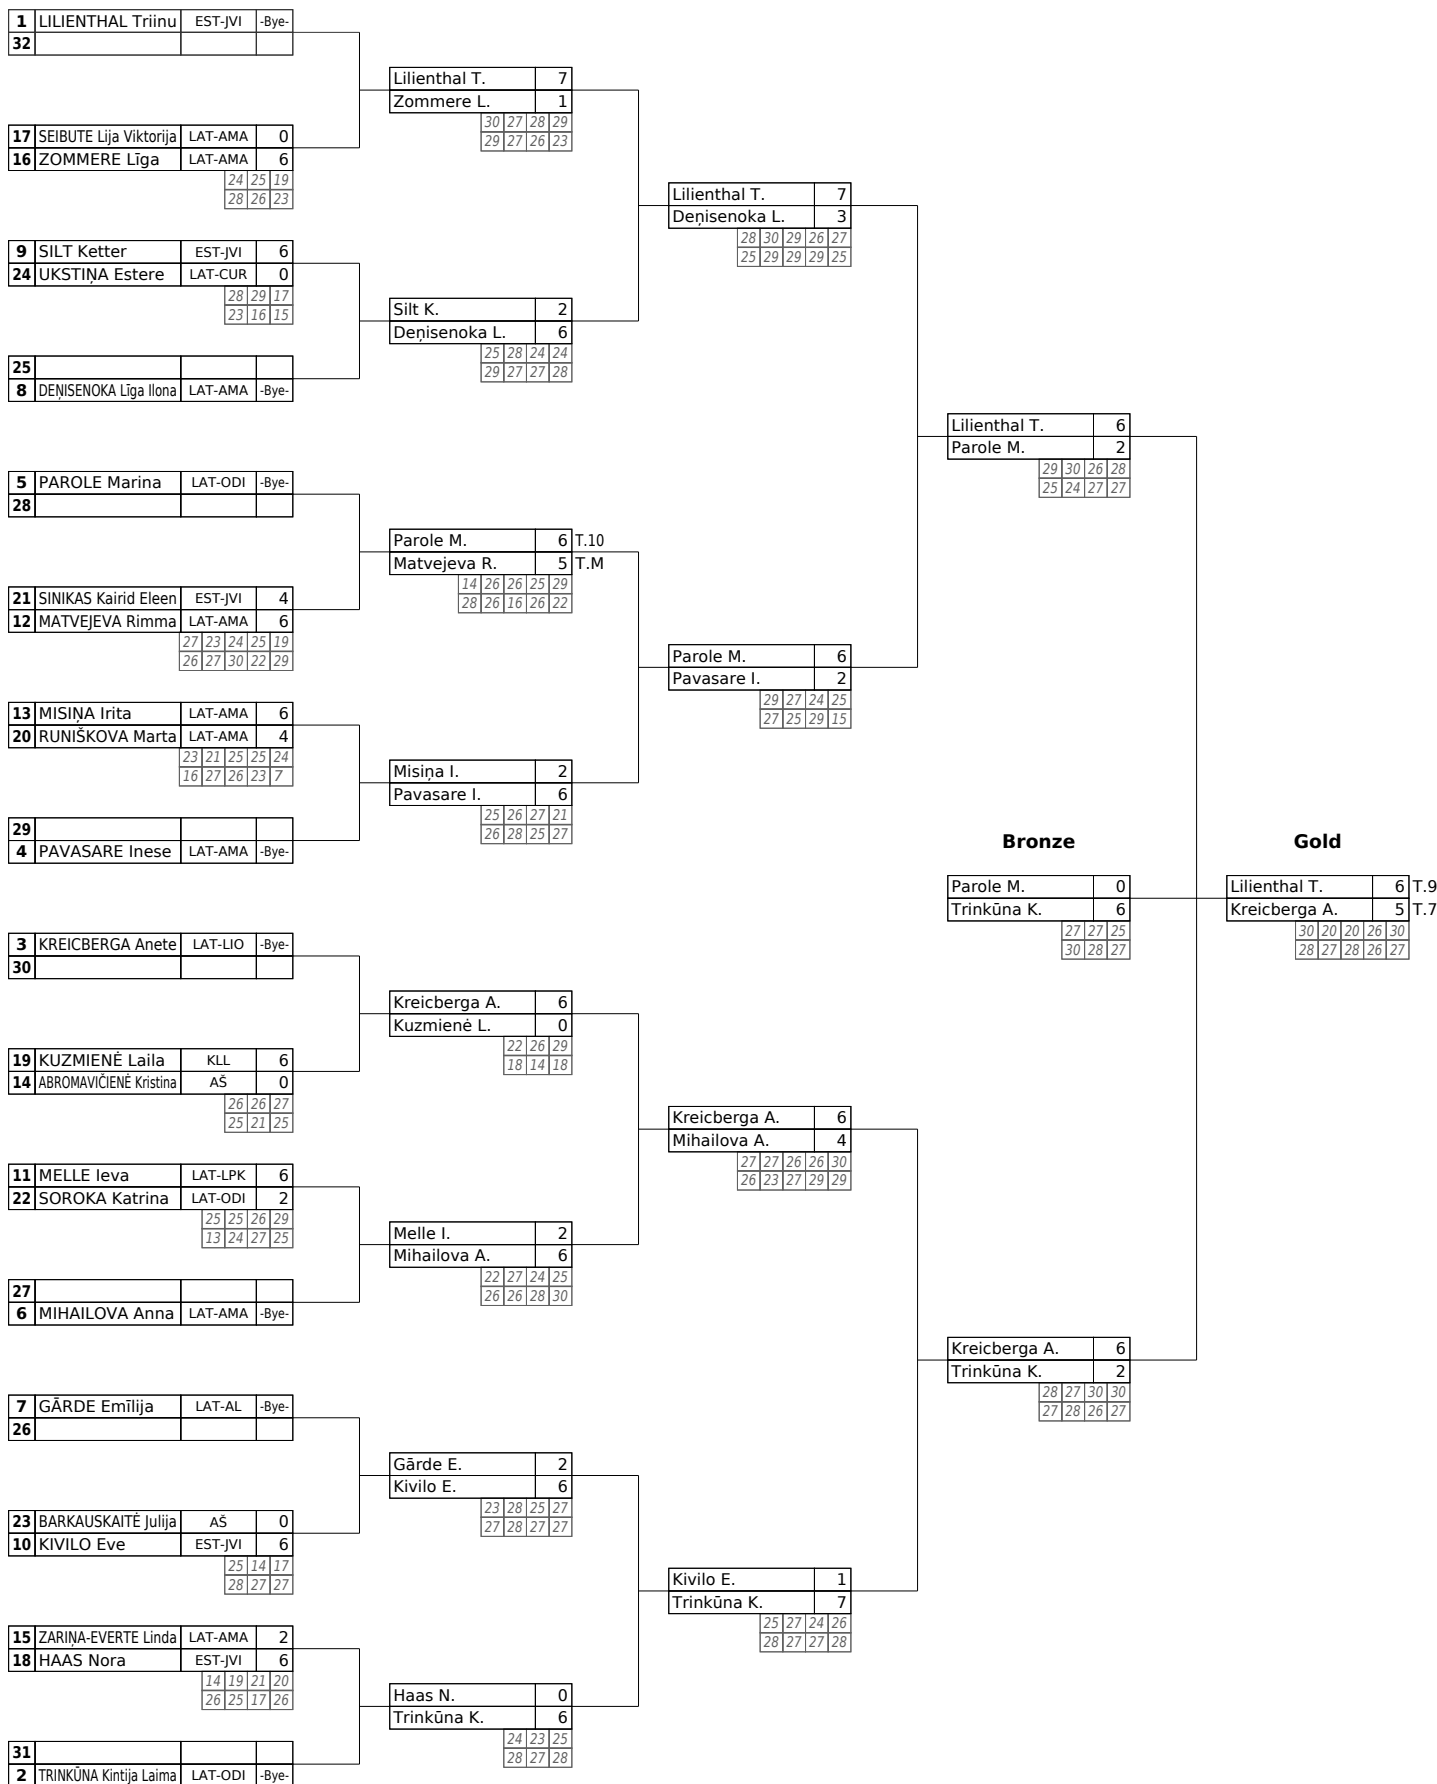 1 LILIENTHAL Triinu EST-JVI -Bye-
32
Lilienthal T. 7
Zommere L. 1
30 27 28 29
29 27 26 23
17 SEIBUTE Lija Viktorija LAT-AMA 0
16 ZOMMERE Līga LAT-AMA 6
24 25 19
28 26 23
Lilienthal T. 7
Deņisenoka L. 3
28 30 29 26 27
25 29 29 29 25
9 SILT Ketter EST-JVI 6
24 UKSTIŅA Estere LAT-CUR 0
28 29 17
23 16 15
Silt K. 2
Deņisenoka L. 6
25 28 24 24
29 27 27 28
25
8 DEŅISENOKA Līga Ilona LAT-AMA -Bye-
Lilienthal T. 6
Parole M. 2
29 30 26 28
25 24 27 27
5 PAROLE Marina LAT-ODI -Bye-
28
Parole M. 6 T.10
Matvejeva R. 5 T.M
14 26 26 25 29
28 26 16 26 22
21 SINIKAS Kairid Eleen EST-JVI 4
12 MATVEJEVA Rimma LAT-AMA 6
27 23 24 25 19
26 27 30 22 29
Parole M. 6
Pavasare I. 2
29 27 24 25
27 25 29 15
13 MISIŅA Irita LAT-AMA 6
20 RUNIŠKOVA Marta LAT-AMA 4
23 21 25 25 24
16 27 26 23 7
Misiņa I. 2
Pavasare I. 6
25 26 27 21
26 28 25 27
29
4 PAVASARE Inese LAT-AMA -Bye-
Bronze
Gold
Parole M. 0
Trinkūna K. 6
27 27 25
30 28 27
Lilienthal T. 6 T.9
Kreicberga A. 5 T.7
30 20 20 26 30
28 27 28 26 27
3 KREICBERGA Anete LAT-LIO -Bye-
30
Kreicberga A. 6
Kuzmienė L. 0
22 26 29
18 14 18
19 KUZMIENĖ Laila KLL 6
14 ABROMAVIČIENĖ Kristina AŠ 0
26 26 27
25 21 25
Kreicberga A. 6
Mihailova A. 4
27 27 26 26 30
26 23 27 29 29
11 MELLE Ieva LAT-LPK 6
22 SOROKA Katrina LAT-ODI 2
25 25 26 29
13 24 27 25
Melle I. 2
Mihailova A. 6
22 27 24 25
26 26 28 30
27
6 MIHAILOVA Anna LAT-AMA -Bye-
Kreicberga A. 6
Trinkūna K. 2
28 27 30 30
27 28 26 27
7 GĀRDE Emīlija LAT-AL -Bye-
26
Gārde E. 2
Kivilo E. 6
23 28 25 27
27 28 27 27
23 BARKAUSKAITĖ Julija AŠ 0
10 KIVILO Eve EST-JVI 6
25 14 17
28 27 27
Kivilo E. 1
Trinkūna K. 7
25 27 24 26
28 27 27 28
15 ZARIŅA-EVERTE Linda LAT-AMA 2
18 HAAS Nora EST-JVI 6
14 19 21 20
26 25 17 26
Haas N. 0
Trinkūna K. 6
24 23 25
28 27 28
31
2 TRINKŪNA Kintija Laima LAT-ODI -Bye-